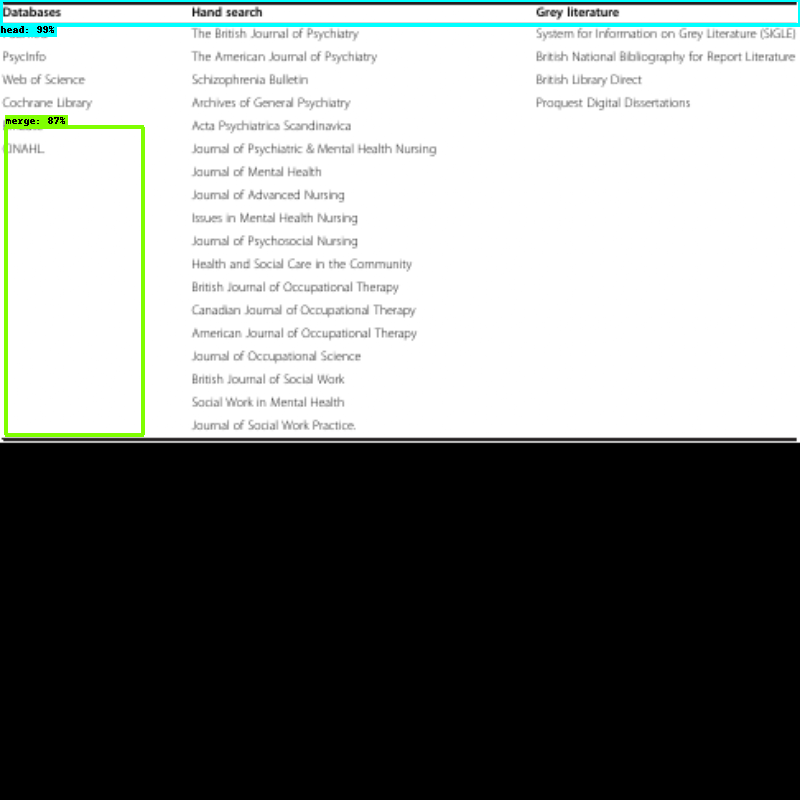 Databases Hand search Grey literature
head: 99%
The British Journal of Psychiatry System for Information on Grey Literature (SIGLE)
PsycInfo The American Journal of Psychiatry British National Bibliography for Report Literature
Web of Science Schizophrenia Bulletin British Library Direct
Cochrane Library Archives of General Psychiatry Proquest Digital Dissertations
merge: 87%
Acta Psychiatrica Scandinavica
CINAHL. Journal of Psychiatric & Mental Health Nursing
Journal of Mental Health
Journal of Advanced Nursing
Issues in Mental Health Nursing
Journal of Psychosocial Nursing
Health and Social Care in the Community
British Journal of Occupational Therapy
Canadian Journal of Occupational Therapy
American Journal of Occupational Therapy
Journal of Occupational Science
British Journal of Social Work
Social Work in Mental Health
Journal of Social Work Practice.